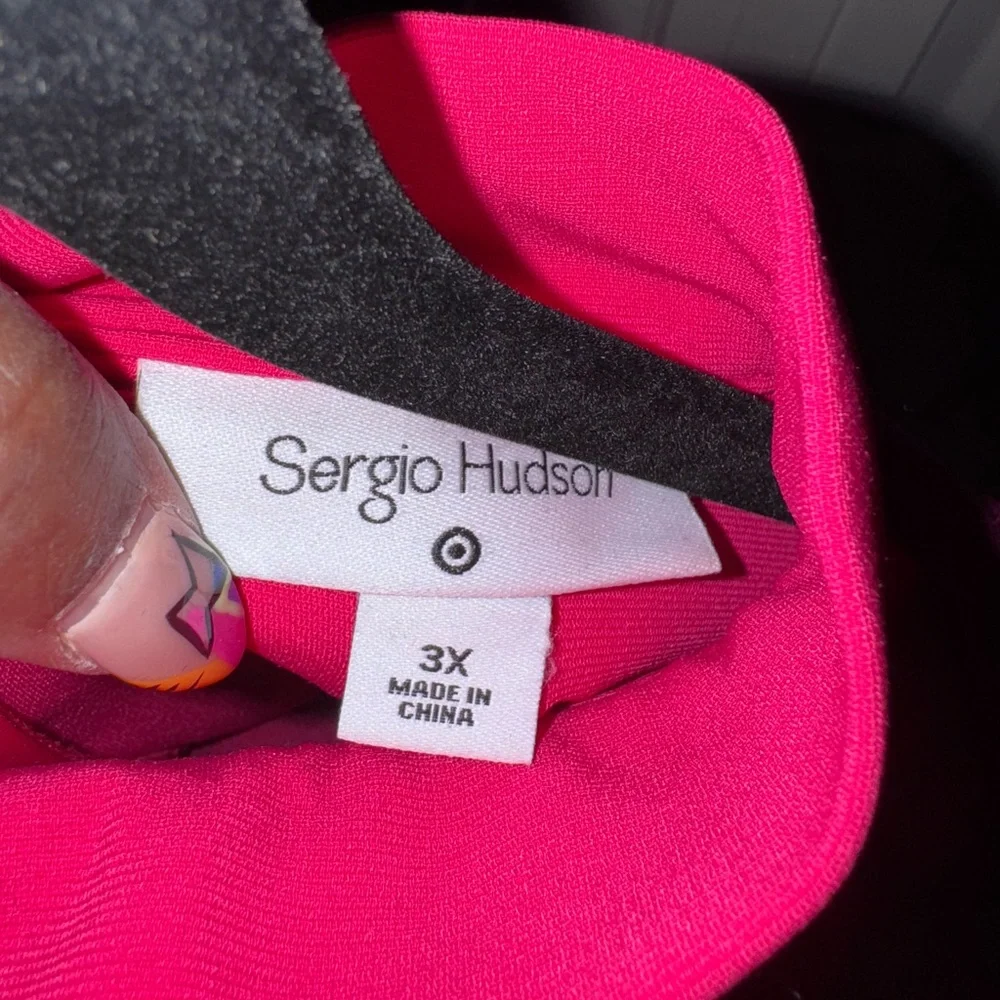 Sergio Hudson
3X
MADE IN
CHINA